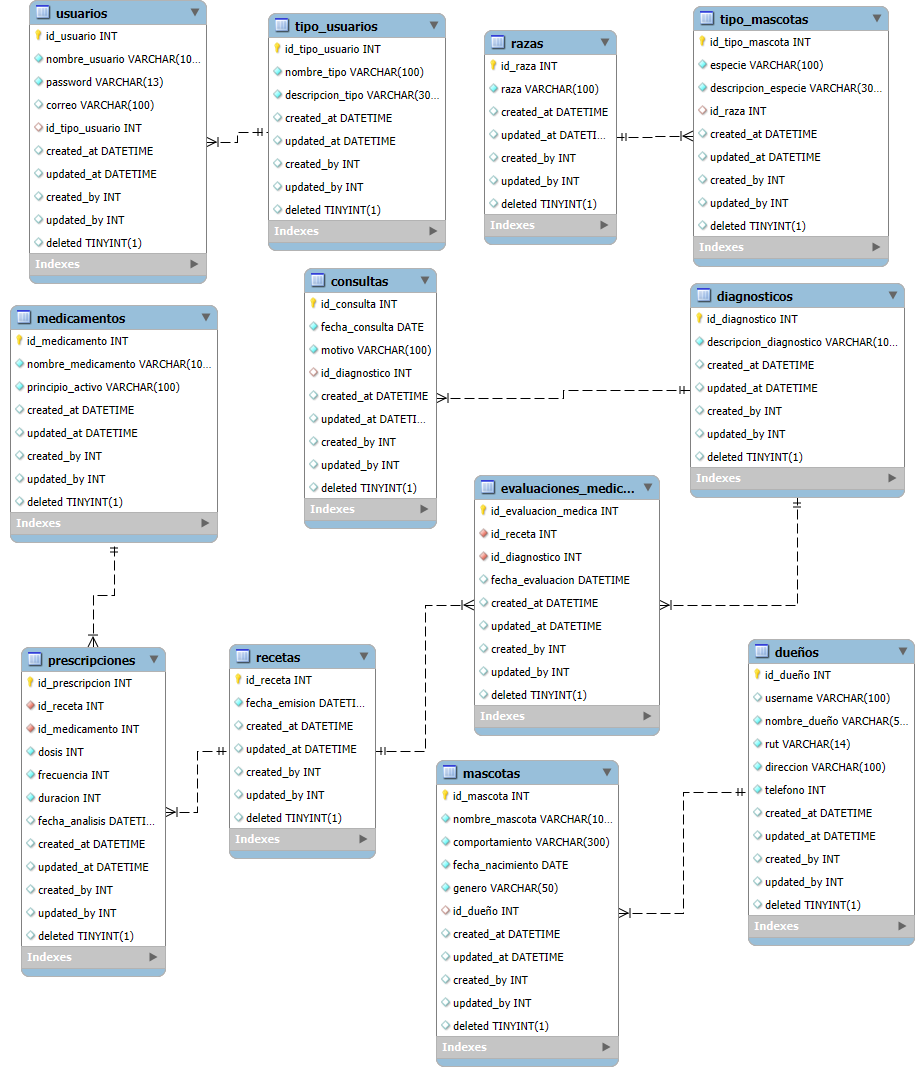 usuarios
id_usuario INT
nombre_usuario VARCHAR(10...
password VARCHAR(13)
correo VARCHAR(100)
id_tipo_usuario INT
created_at DATETIME
updated_at DATETIME
created_by INT
updated_by INT
deleted TINYINT(1)
Indexes
tipo_usuarios
id_tipo_usuario INT
nombre_tipo VARCHAR(100)
descripcion_tipo VARCHAR(30...
created_at DATETIME
updated_at DATETIME
created_by INT
updated_by INT
deleted TINYINT(1)
Indexes
razas
id_raza INT
raza VARCHAR(100)
created_at DATETIME
updated_at DATETI...
created_by INT
updated_by INT
deleted TINYINT(1)
Indexes
tipo_mascotas
id_tipo_mascota INT
especie VARCHAR(100)
descripcion_especie VARCHAR(30...
id_raza INT
created_at DATETIME
updated_at DATETIME
created_by INT
updated_by INT
deleted TINYINT(1)
Indexes
medicamentos
id_medicamento INT
nombre_medicamento VARCHAR(10...
principio_activo VARCHAR(100)
created_at DATETIME
updated_at DATETIME
created_by INT
updated_by INT
deleted TINYINT(1)
Indexes
consultas
id_consulta INT
fecha_consulta DATE
motivo VARCHAR(100)
id_diagnostico INT
created_at DATETIME
updated_at DATETI...
created_by INT
updated_by INT
deleted TINYINT(1)
Indexes
diagnosticos
id_diagnostico INT
descripcion_diagnostico VARCHAR(10...
created_at DATETIME
updated_at DATETIME
created_by INT
updated_by INT
deleted TINYINT(1)
Indexes
evaluaciones_medic...
id_evaluacion_medica INT
id_receta INT
id_diagnostico INT
fecha_evaluacion DATETIME
created_at DATETIME
updated_at DATETIME
created_by INT
updated_by INT
deleted TINYINT(1)
Indexes
prescripciones
id_prescripcion INT
id_receta INT
id_medicamento INT
dosis INT
frecuencia INT
duracion INT
fecha_analisis DATETI...
created_at DATETIME
updated_at DATETIME
created_by INT
updated_by INT
deleted TINYINT(1)
Indexes
recetas
id_receta INT
fecha_emision DATETI...
created_at DATETIME
updated_at DATETIME
created_by INT
updated_by INT
deleted TINYINT(1)
Indexes
mascotas
id_mascota INT
nombre_mascota VARCHAR(10...
comportamiento VARCHAR(300)
fecha_nacimiento DATE
genero VARCHAR(50)
id_dueño INT
created_at DATETIME
updated_at DATETIME
created_by INT
updated_by INT
deleted TINYINT(1)
Indexes
dueños
id_dueño INT
username VARCHAR(100)
nombre_dueño VARCHAR(5...
rut VARCHAR(14)
direccion VARCHAR(100)
telefono INT
created_at DATETIME
updated_at DATETIME
created_by INT
updated_by INT
deleted TINYINT(1)
Indexes